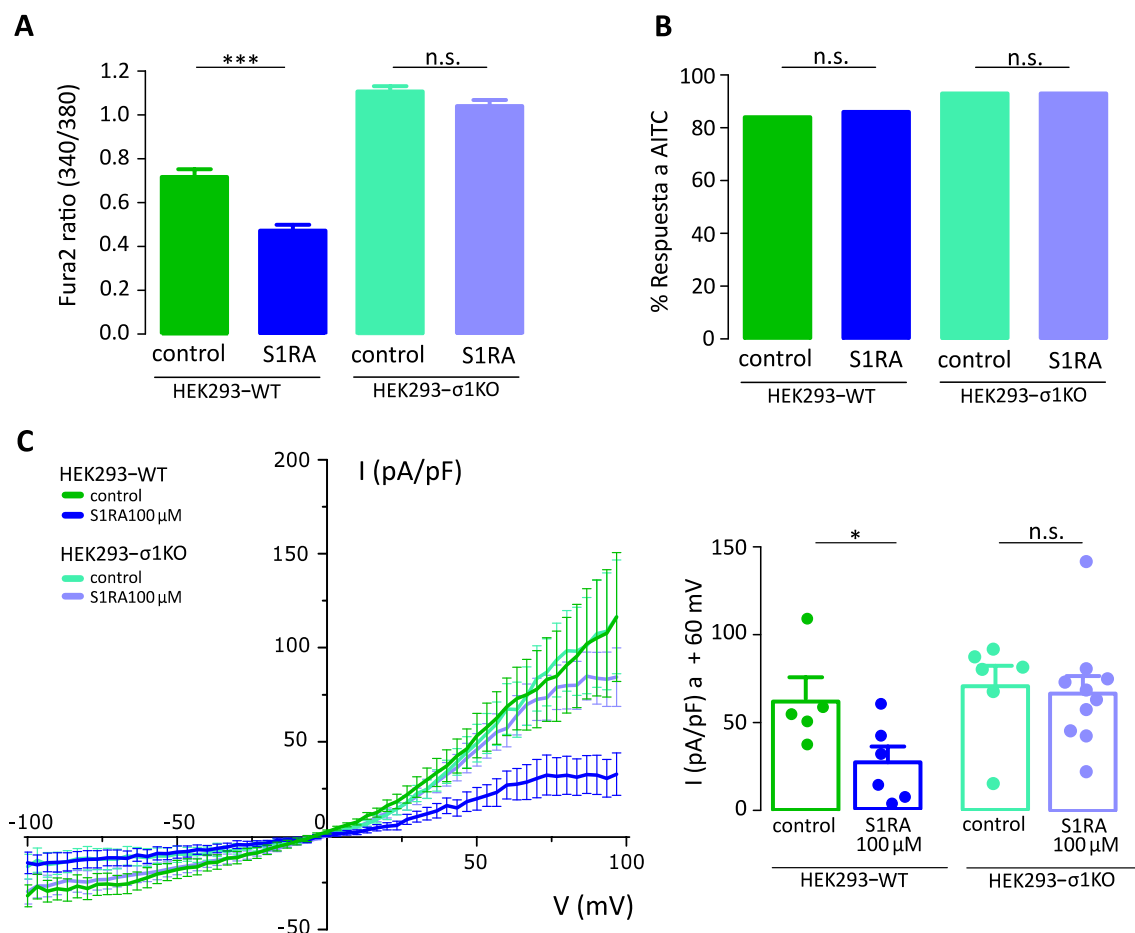 A
Fura2 ratio (340/380)
1.2
1.0
0.8
0.6
0.4
0.2
0.0
***
n.s.
control
S1RA
control
S1RA
HEK293−WT
HEK293−σ1KO
B
% Respuesta a AITC
100
80
60
40
20
0
n.s.
n.s.
control
S1RA
control
S1RA
HEK293−WT
HEK293−σ1KO
C
HEK293−WT
control
S1RA100 µM
HEK293−σ1KO
control
S1RA100 µM
I (pA/pF)
200
150
100
50
-50
-100
-50
0
50
100
V (mV)
I (pA/pF) a + 60 mV
150
100
50
0
*
n.s.
control
S1RA
100 µM
control
S1RA
100 µM
HEK293−WT
HEK293−σ1KO